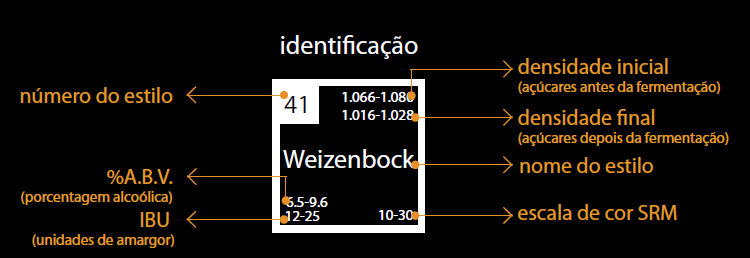 identificação
número do estilo
%A.B.V.
(porcentagem alcoólica)
IBU
(unidades de amargor)
41
1.066-1.080
1.016-1.028
Weizenbock
6.5-9.6
12-25
10-30
densidade inicial
(açúcares antes da fermentação)
densidade final
(açúcares depois da fermentação)
nome do estilo
escala de cor SRM